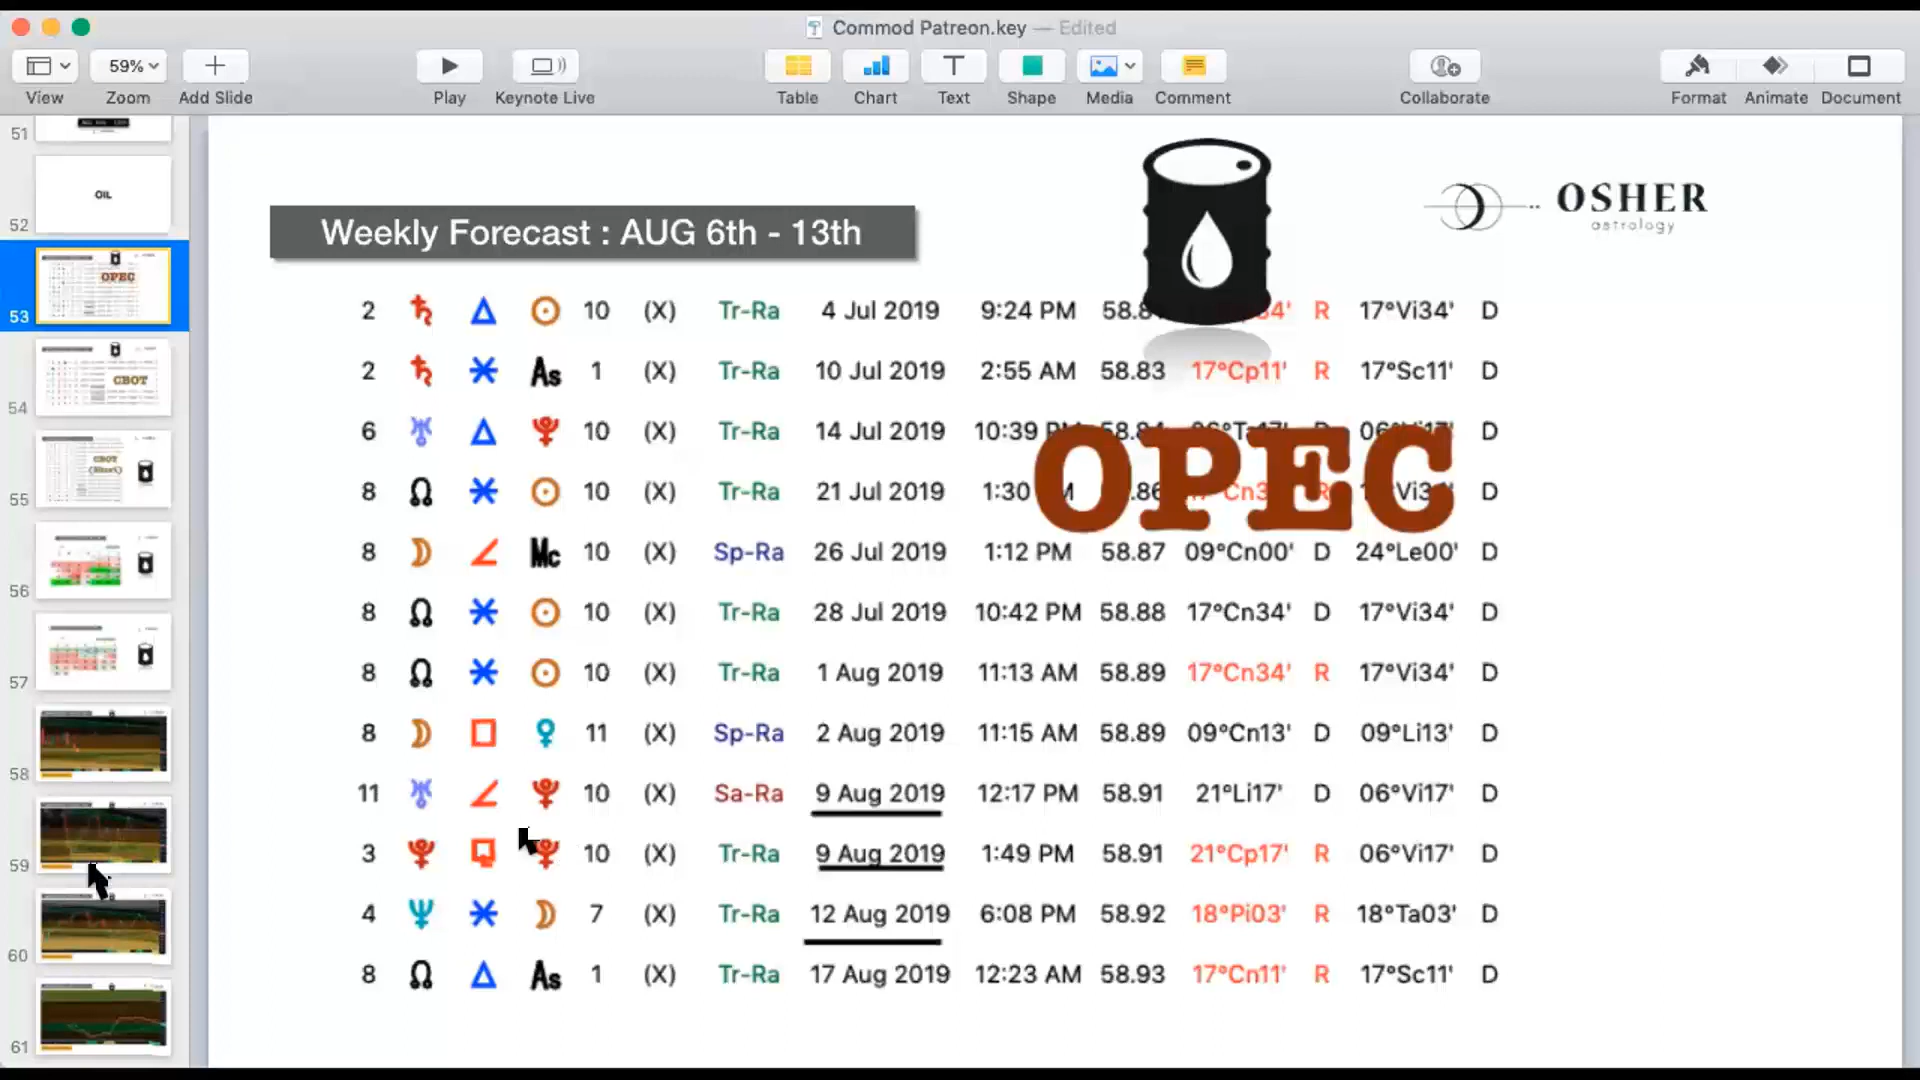 Commod Patreon.key — Edited
59%
View
Zoom
Add Slide
Play
Keynote Live
Table
Chart
Text
Shape
Media
Comment
Collaborate
Format
Animate
Document
51
OIL
52
OPEC
53
CBOT
54
CBOT
55
56
57
58
59
60
61
OSHER
astrology
Weekly Forecast : AUG 6th - 13th
2 10 (X) Tr-Ra 4 Jul 2019 9:24 PM R 17°Vi34' D
2 As 1 (X) Tr-Ra 10 Jul 2019 2:55 AM 58.83 17°Cp11' R 17°Sc11' D
6 10 (X) Tr-Ra 14 Jul 2019 10:39 D
OPEC
8 10 (X) Tr-Ra 21 Jul 2019 1:30 D
8 Mc 10 (X) Sp-Ra 26 Jul 2019 1:12 PM 58.87 09°Cn00' D 24°Le00' D
8 10 (X) Tr-Ra 28 Jul 2019 10:42 PM 58.88 17°Cn34' D 17°Vi34' D
8 10 (X) Tr-Ra 1 Aug 2019 11:13 AM 58.89 17°Cn34' R 17°Vi34' D
8 11 (X) Sp-Ra 2 Aug 2019 11:15 AM 58.89 09°Cn13' D 09°Li13' D
11 10 (X) Sa-Ra 9 Aug 2019 12:17 PM 58.91 21°Li17' D 06°Vi17' D
3 10 (X) Tr-Ra 9 Aug 2019 1:49 PM 58.91 21°Cp17' R 06°Vi17' D
4 7 (X) Tr-Ra 12 Aug 2019 6:08 PM 58.92 18°Pi03' R 18°Ta03' D
8 As 1 (X) Tr-Ra 17 Aug 2019 12:23 AM 58.93 17°Cn11' R 17°Sc11' D